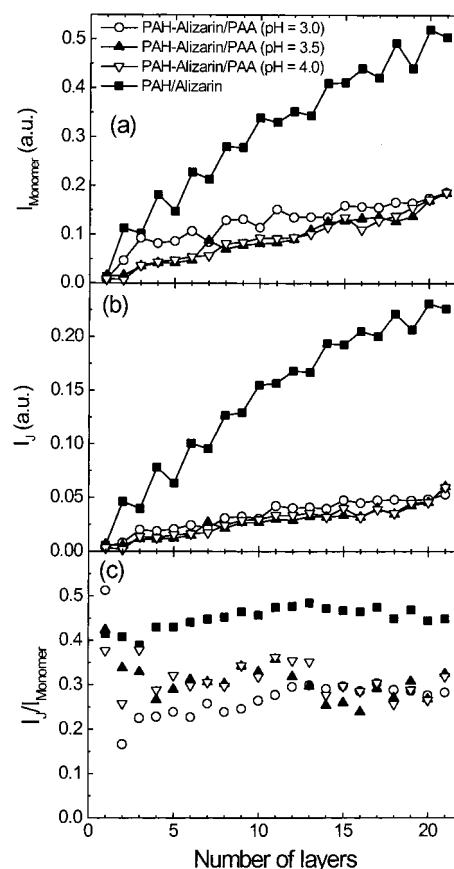 0.5
0.4
0.3
0.2
0.1
0.0
I_Monomer (a.u.)
PAH-Alizarin/PAA (pH = 3.0)
PAH-Alizarin/PAA (pH = 3.5)
PAH-Alizarin/PAA (pH = 4.0)
PAH/Alizarin
(a)
(b)
0.20
0.15
0.10
0.05
0.00
I_J (a.u.)
(c)
0.5
0.4
0.3
0.2
0.1
0.0
I_J/I_Monomer
0 5 10 15 20
Number of layers